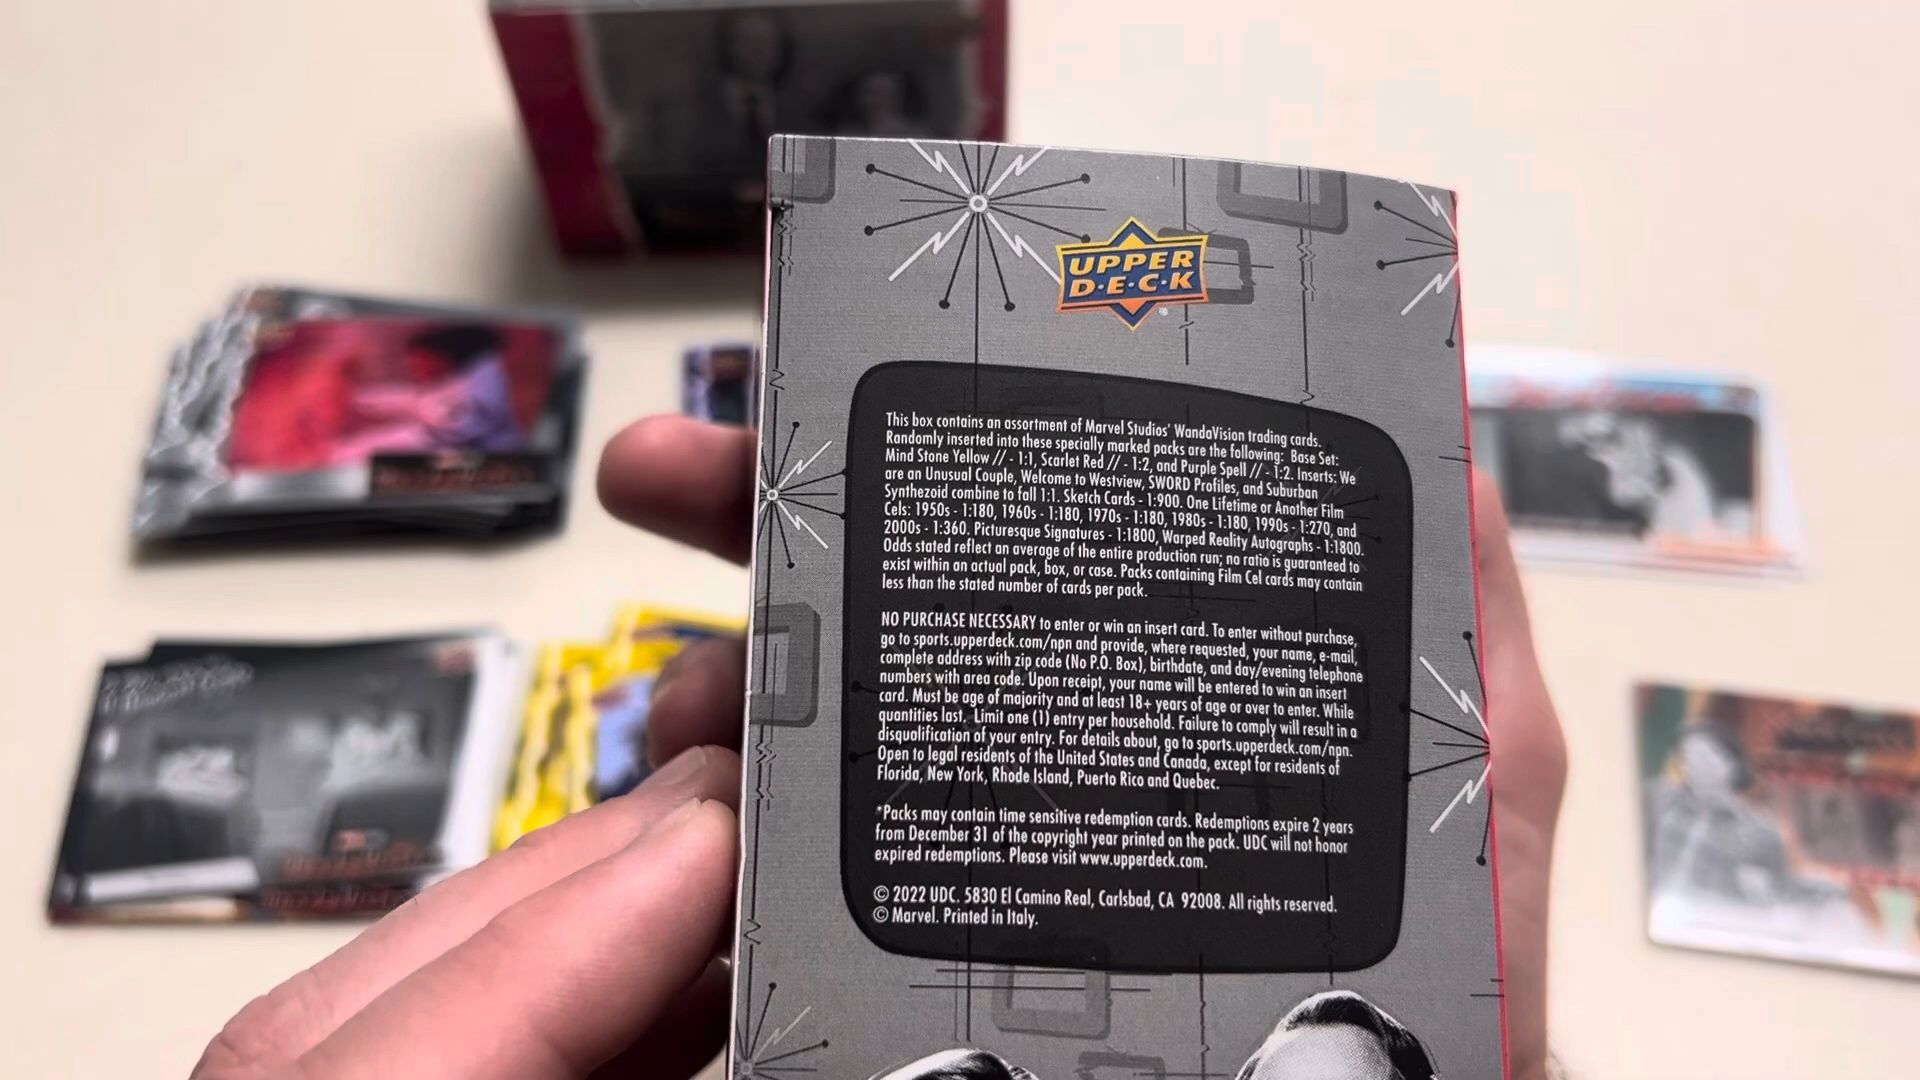 UPPER
D·E·C·K
This box contains an assortment of Marvel Studios' WandaVision trading cards.
Randomly inserted into these specially marked packs are the following: Base Set:
Mind Stone Yellow // - 1:1, Scarlet Red // - 1:2, and Purple Spell // - 1:2. Inserts: We
are an Unusual Couple, Welcome to Westview, SWORD Profiles, and Suburban
Synthezoid combine to fall 1:1. Sketch Cards - 1:900. One Lifetime or Another Film
Cels: 1950s - 1:180, 1960s - 1:180, 1970s - 1:180, 1980s - 1:180, 1990s - 1:270, and
2000s - 1:360. Picturesque Signatures - 1:1800, Warped Reality Autographs - 1:1800.
Odds stated reflect an average of the entire production run; no ratio is guaranteed to
exist within an actual pack, box, or case. Packs containing Film Cel cards may contain
less than the stated number of cards per pack.
NO PURCHASE NECESSARY to enter or win an insert card. To enter without purchase,
go to sports.upperdeck.com/npn and provide, where requested, your name, e-mail,
complete address with zip code (No P.O. Box), birthdate, and day/evening telephone
numbers with area code. Upon receipt, your name will be entered to win an insert
card. Must be age of majority and at least 18+ years of age or over to enter. While
quantities last. Limit one (1) entry per household. Failure to comply will result in a
disqualification of your entry. For details about, go to sports.upperdeck.com/npn.
Open to legal residents of the United States and Canada, except for residents of
Florida, New York, Rhode Island, Puerto Rico and Quebec.
*Packs may contain time sensitive redemption cards. Redemptions expire 2 years
from December 31 of the copyright year printed on the pack. UDC will not honor
expired redemptions. Please visit www.upperdeck.com.
© 2022 UDC. 5830 El Camino Real, Carlsbad, CA 92008. All rights reserved.
© Marvel. Printed in Italy.